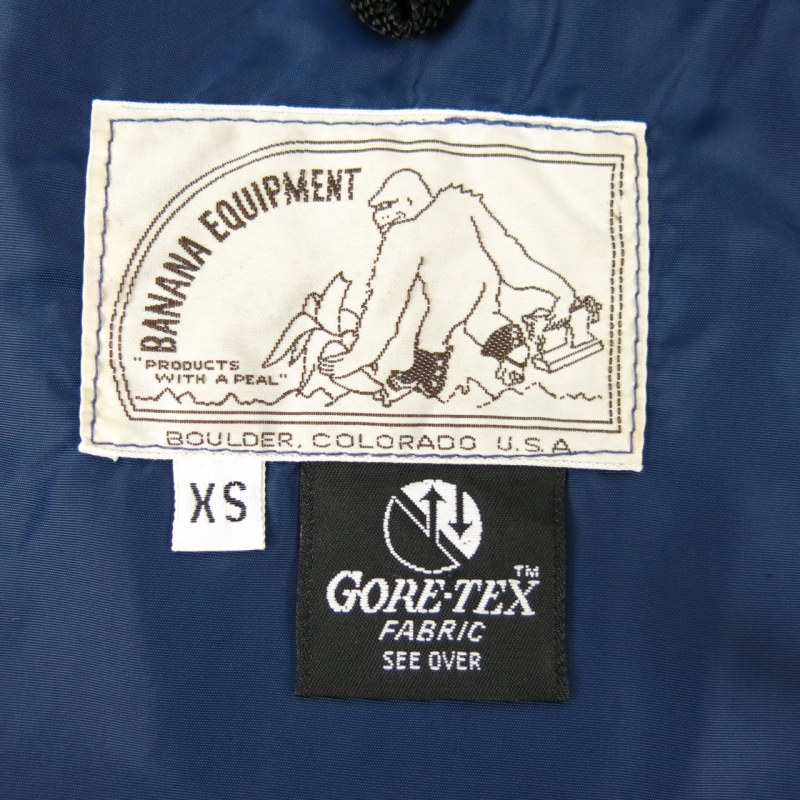 BANANA EQUIPMENT
"PRODUCTS
WITH A PEAL"
BOULDER, COLORADO U.S.A.
XS
GORE-TEX™
FABRIC
SEE OVER